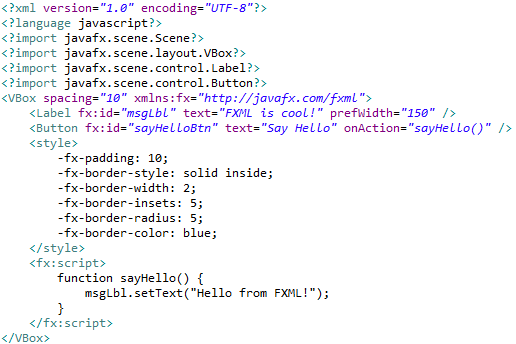 <?xml version="1.0" encoding="UTF-8"?>
<?language javascript?>
<?import javafx.scene.Scene?>
<?import javafx.scene.layout.VBox?>
<?import javafx.scene.control.Label?>
<?import javafx.scene.control.Button?>
<VBox spacing="10" xmlns:fx="http://javafx.com/fxml">
    <Label fx:id="msgLbl" text="FXML is cool!" prefWidth="150" />
    <Button fx:id="sayHelloBtn" text="Say Hello" onAction="sayHello()" />
    <style>
        -fx-padding: 10;
        -fx-border-style: solid inside;
        -fx-border-width: 2;
        -fx-border-insets: 5;
        -fx-border-radius: 5;
        -fx-border-color: blue;
    </style>
    <fx:script>
        function sayHello() {
            msgLbl.setText("Hello from FXML!");
        }
    </fx:script>
</VBox>